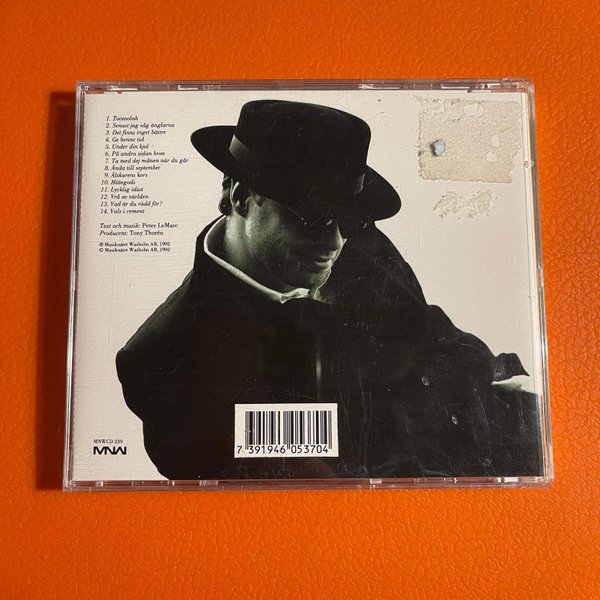 1. Tootoolah
2. Senast jag såg änglarna
3. Det finns inget bättre
4. Ge henne tid
5. Under din kjol
6. På andra sidan bron
7. Ta med dej månen när du går
8. Ända till september
9. Älskarens kors
10. Hittegods
11. Lycklig idiot
12. Vrå av världen
13. Vad är du rädd för?
14. Vals i cement
Text och musik: Peter LeMarc
Producent: Tony Thorén
℗ Musiknätet Waxholm AB, 1992
© Musiknätet Waxholm AB, 1992
MNWCD 239
MNW
7 391946 053704